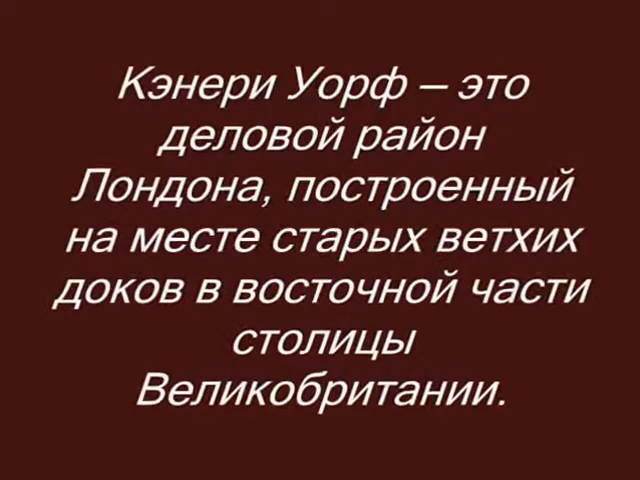 Кэнери Уорф – это
деловой район
Лондона, построенный
на месте старых ветхих
доков в восточной части
столицы
Великобритании.